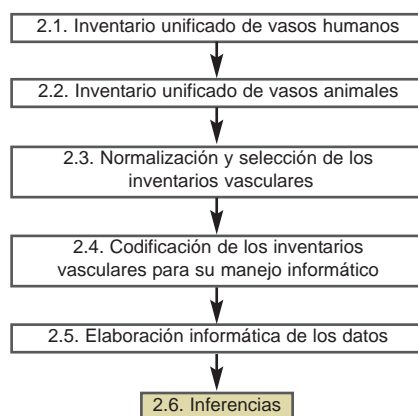 2.1. Inventario unificado de vasos humanos
2.2. Inventario unificado de vasos animales
2.3. Normalización y selección de los
inventarios vasculares
2.4. Codificación de los inventarios
vasculares para su manejo informático
2.5. Elaboración informática de los datos
2.6. Inferencias